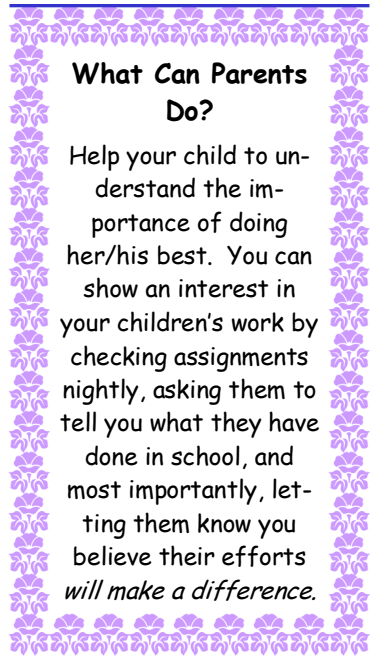 What Can Parents
Do?
Help your child to un-
derstand the im-
portance of doing
her/his best.  You can
show an interest in
your children's work by
checking assignments
nightly, asking them to
tell you what they have
done in school, and
most importantly, let-
ting them know you
believe their efforts
will make a difference.